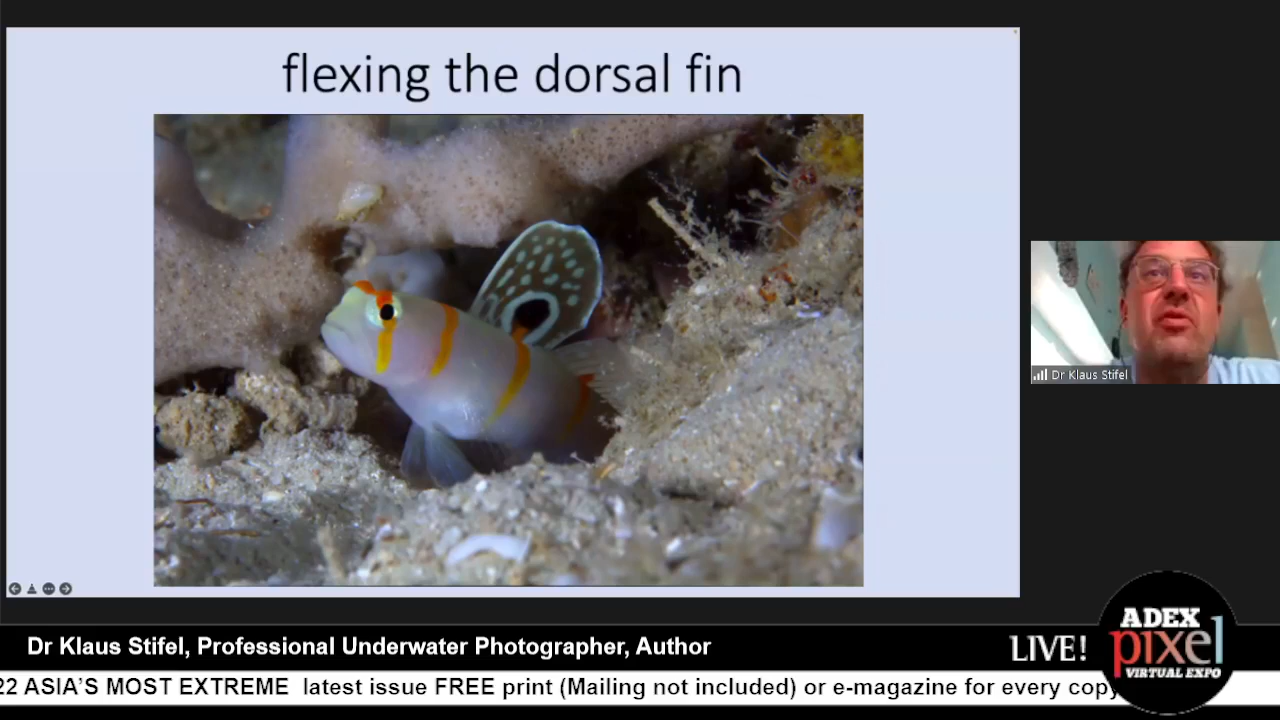 flexing the dorsal fin
Dr Klaus Stifel
Dr Klaus Stifel, Professional Underwater Photographer, Author
LIVE!
ADEX
pixel
VIRTUAL EXPO
22 ASIA'S MOST EXTREME latest issue FREE print (Mailing not included) or e-magazine for every copy